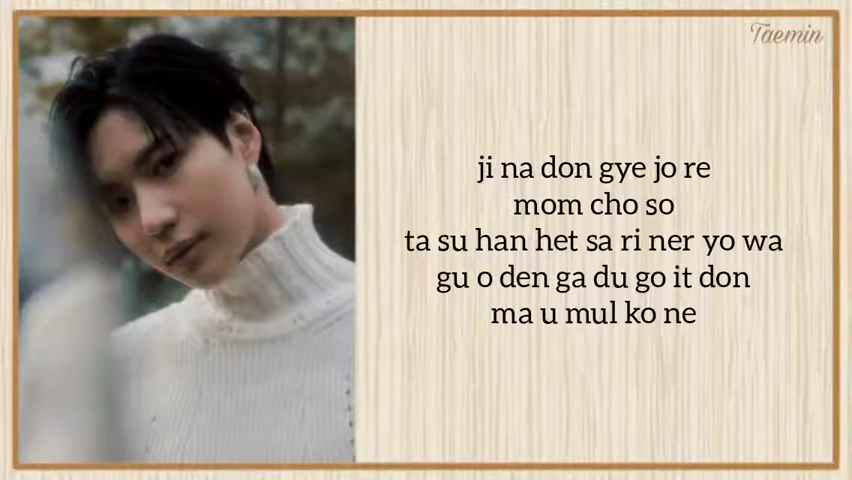 Taemin
ji na don gye jo re
mom cho so
ta su han het sa ri ner yo wa
gu o den ga du go it don
ma u mul ko ne